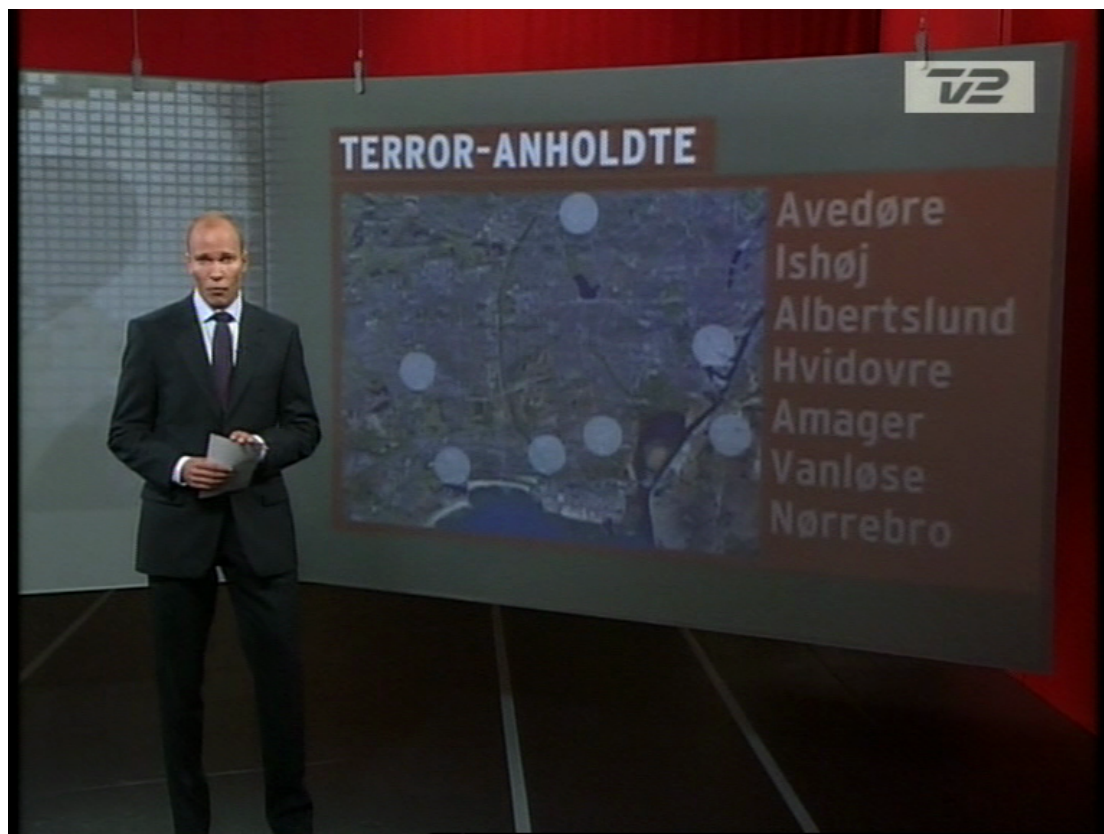 TV2
TERROR-ANHOLDTE
Avedøre
Ishøj
Albertslund
Hvidovre
Amager
Vanløse
Nørrebro